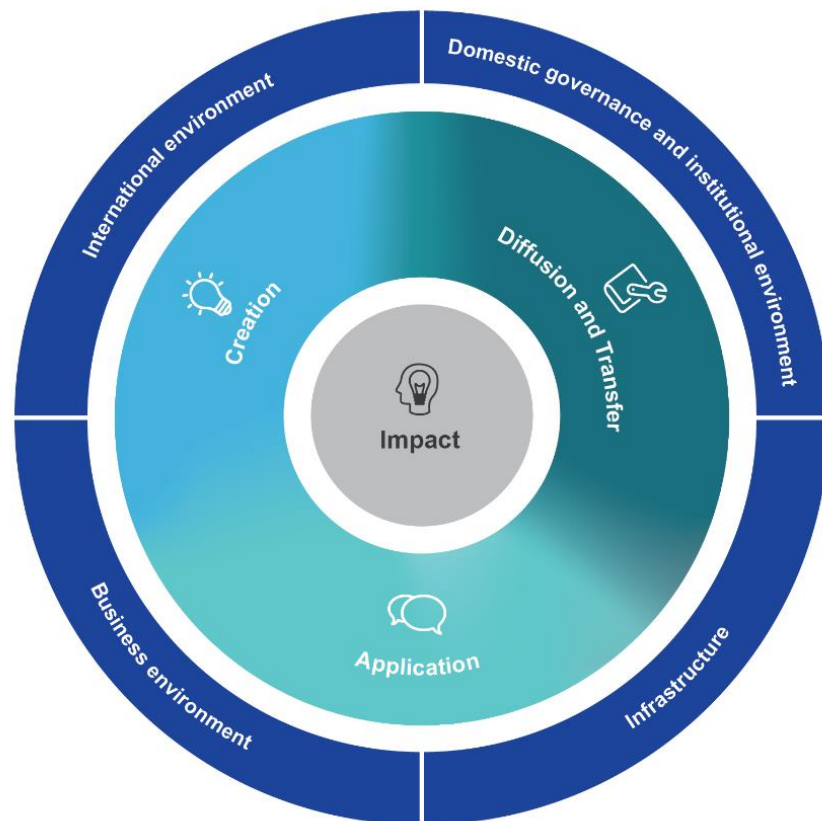 International environment
Domestic governance and institutional environment
Creation
Diffusion and Transfer
Impact
Application
Business environment
Infrastructure